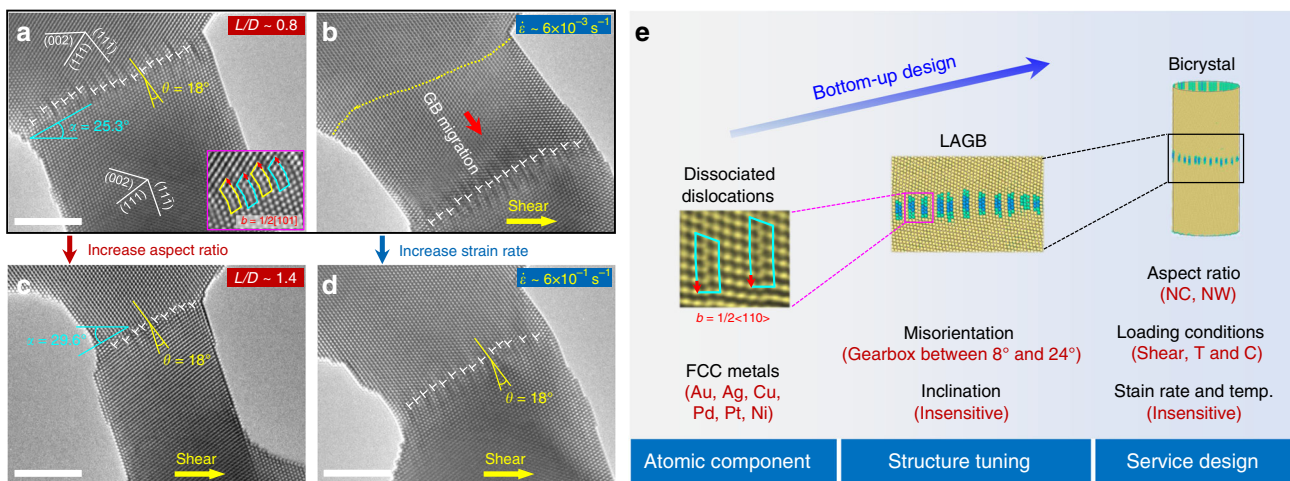 a
L/D ~ 0.8
(002)
(111̄)
(111)
θ = 18°
x = 25.3°
(002)
(111)
(111̄)
b = 1/2[101]
b
ε̇ ~ 6×10⁻³ s⁻¹
GB migration
Shear
Increase aspect ratio
Increase strain rate
c
L/D ~ 1.4
x = 29.8°
θ = 18°
Shear
d
ε̇ ~ 6×10⁻¹ s⁻¹
θ = 18°
Shear
e
Bottom-up design
Bicrystal
LAGB
Dissociated
dislocations
b = 1/2<110>
Aspect ratio
(NC, NW)
Misorientation
(Gearbox between 8° and 24°)
Loading conditions
(Shear, T and C)
FCC metals
(Au, Ag, Cu,
Pd, Pt, Ni)
Inclination
(Insensitive)
Stain rate and temp.
(Insensitive)
Atomic component
Structure tuning
Service design